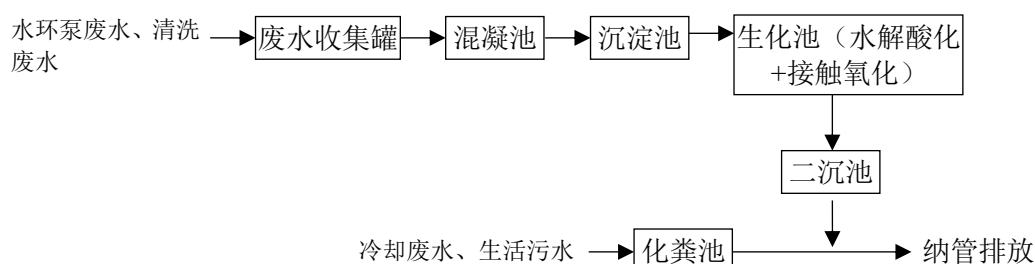 水环泵废水、清洗
废水
废水收集罐
混凝池
沉淀池
生化池（水解酸化
+接触氧化）
二沉池
冷却废水、生活污水
化粪池
纳管排放